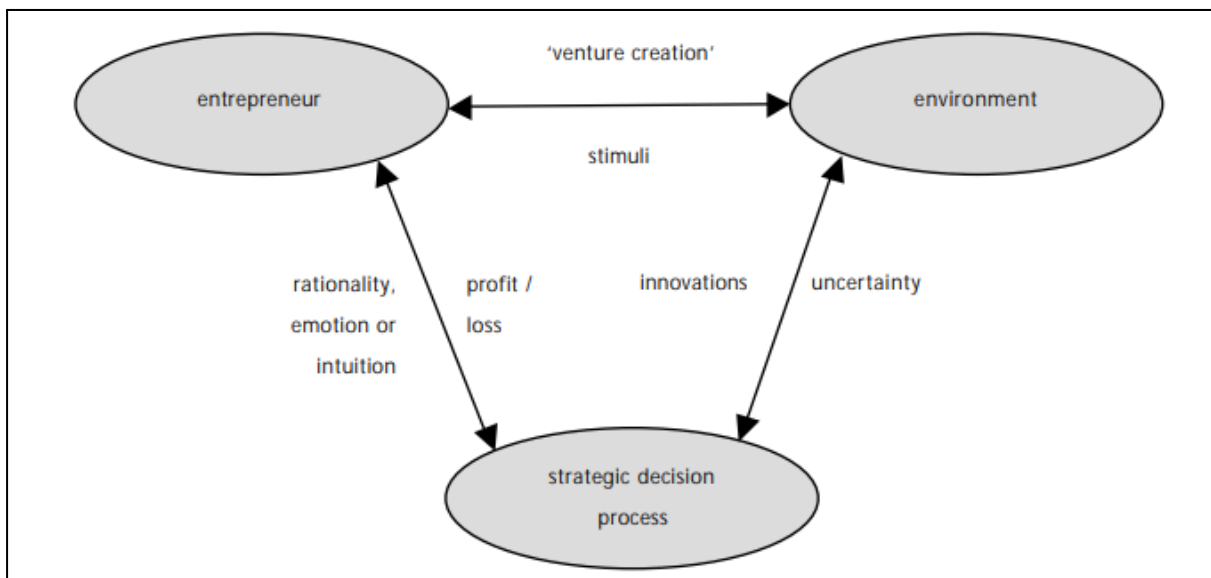 'venture creation'
entrepreneur
environment
stimuli
rationality,
emotion or
intuition
profit /
loss
innovations
uncertainty
strategic decision
process